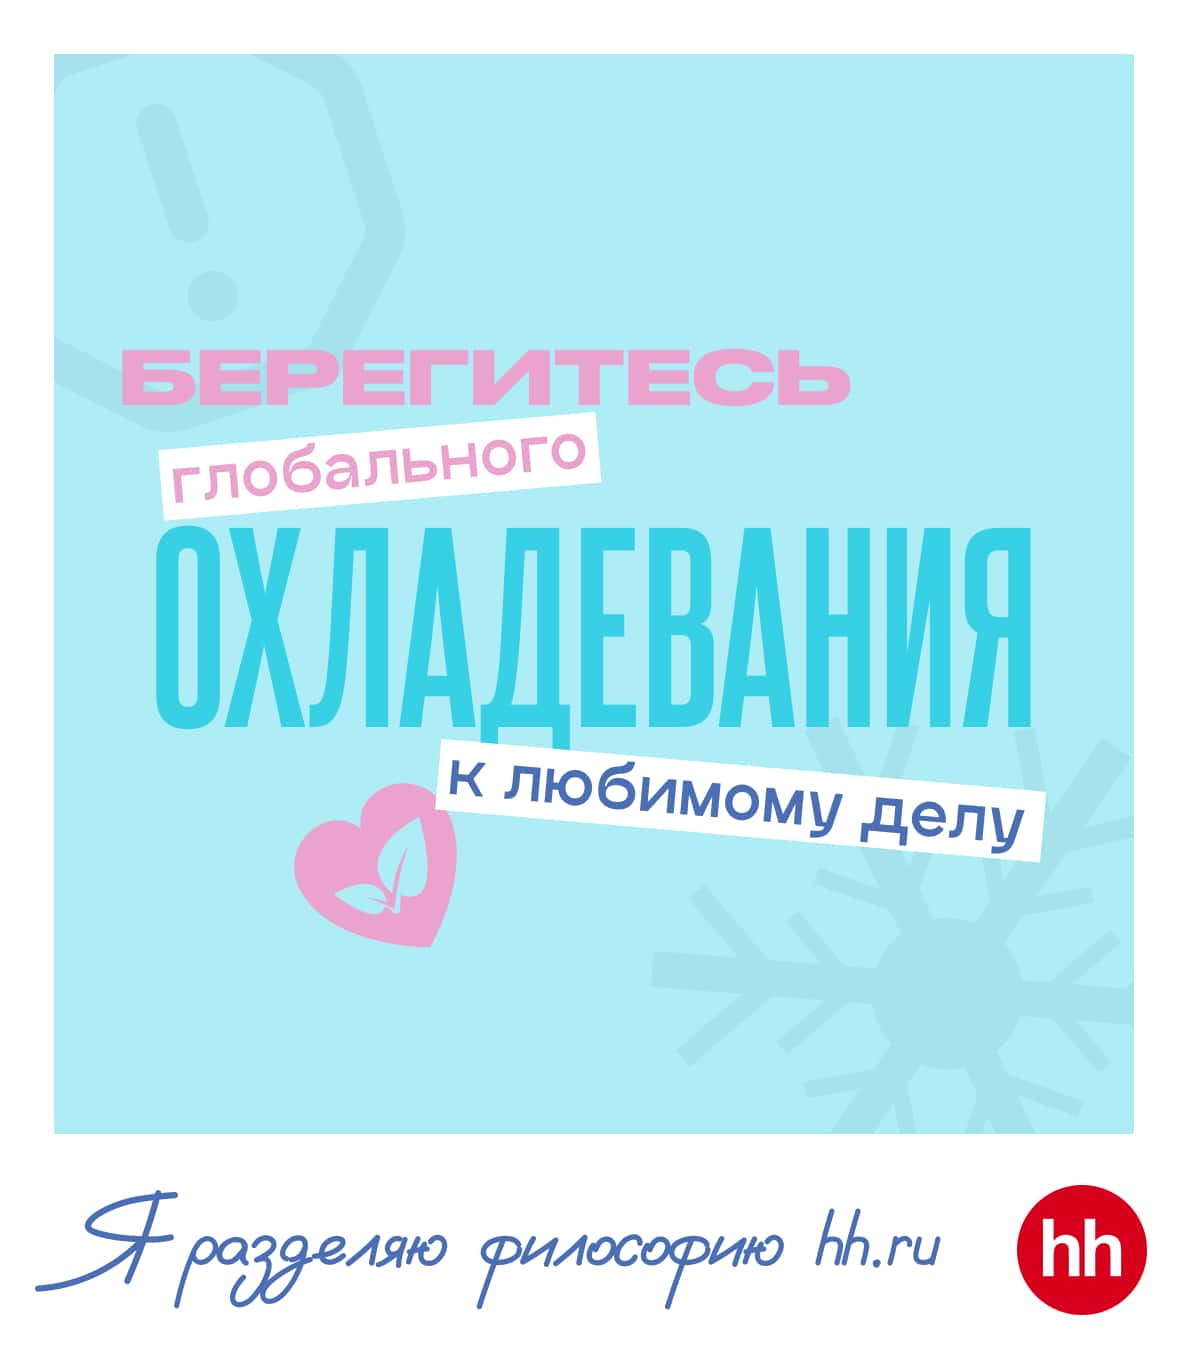 БЕРЕГИТЕСЬ
глобального
ОХЛАДЕВАНИЯ
к любимому делу
Я разделяю философию hh.ru
hh